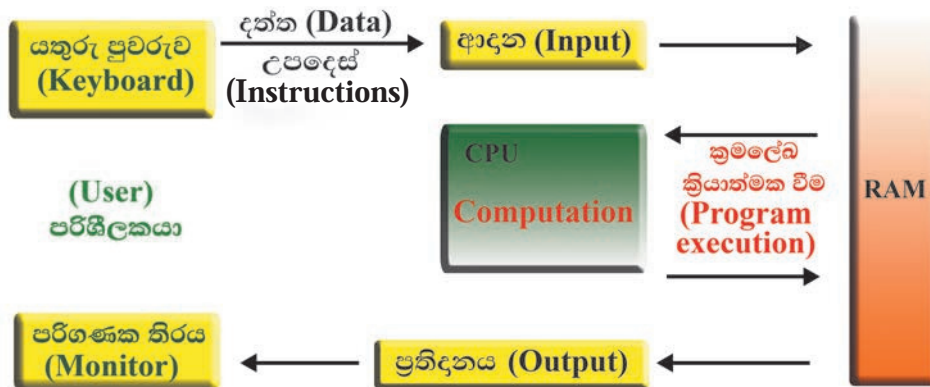 යතුරු පුවරුව
(Keyboard)
දත්ත (Data)
උපදෙස්
(Instructions)
ආදාන (Input)
CPU
Computation
ක්‍රමලේඛ
ක්‍රියාත්මක වීම
(Program
execution)
RAM
(User)
පරිශීලකයා
පරිගණක තිරය
(Monitor)
ප්‍රතිදානය (Output)